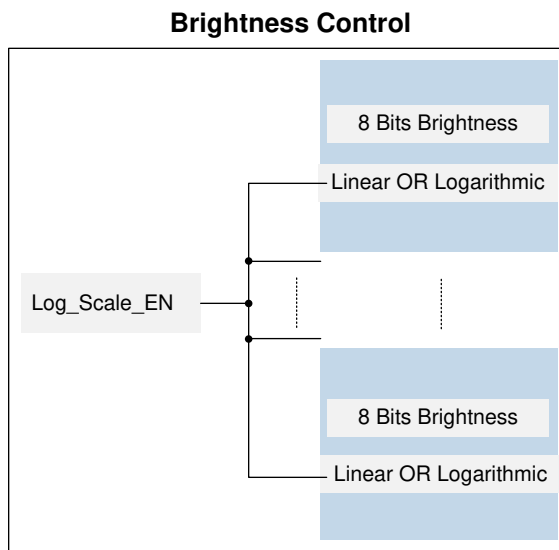 Brightness Control
8 Bits Brightness
Linear OR Logarithmic
Log_Scale_EN
8 Bits Brightness
Linear OR Logarithmic